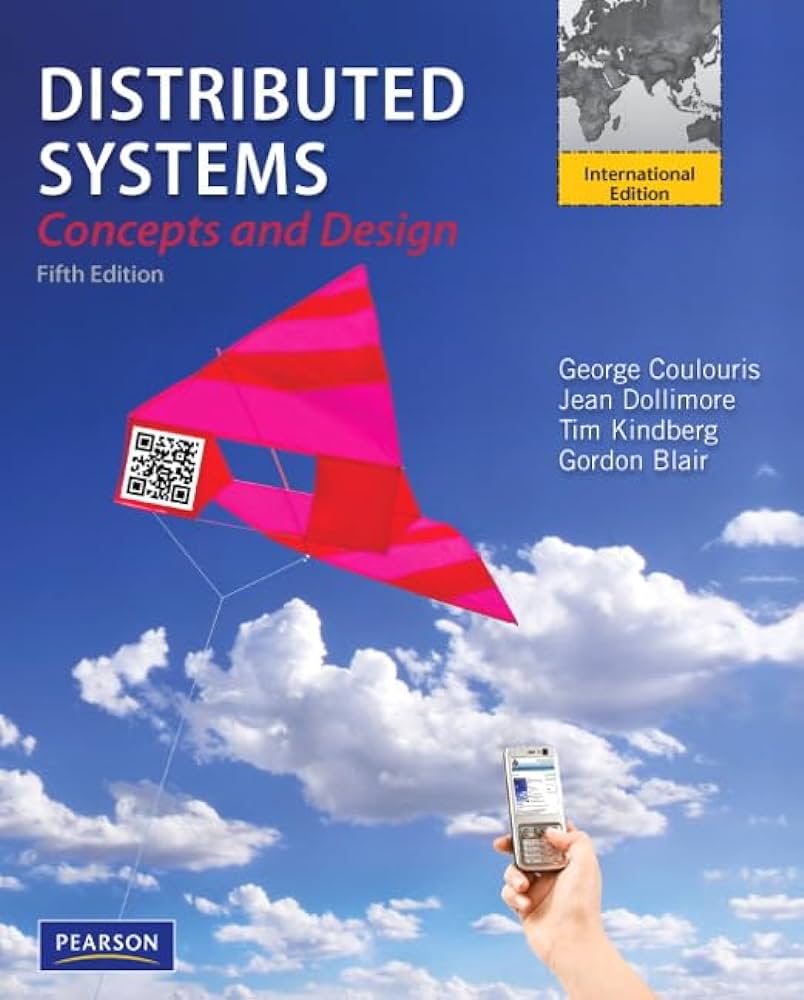 DISTRIBUTED
SYSTEMS
Concepts and Design
Fifth Edition
International
Edition
George Coulouris
Jean Dollimore
Tim Kindberg
Gordon Blair
PEARSON